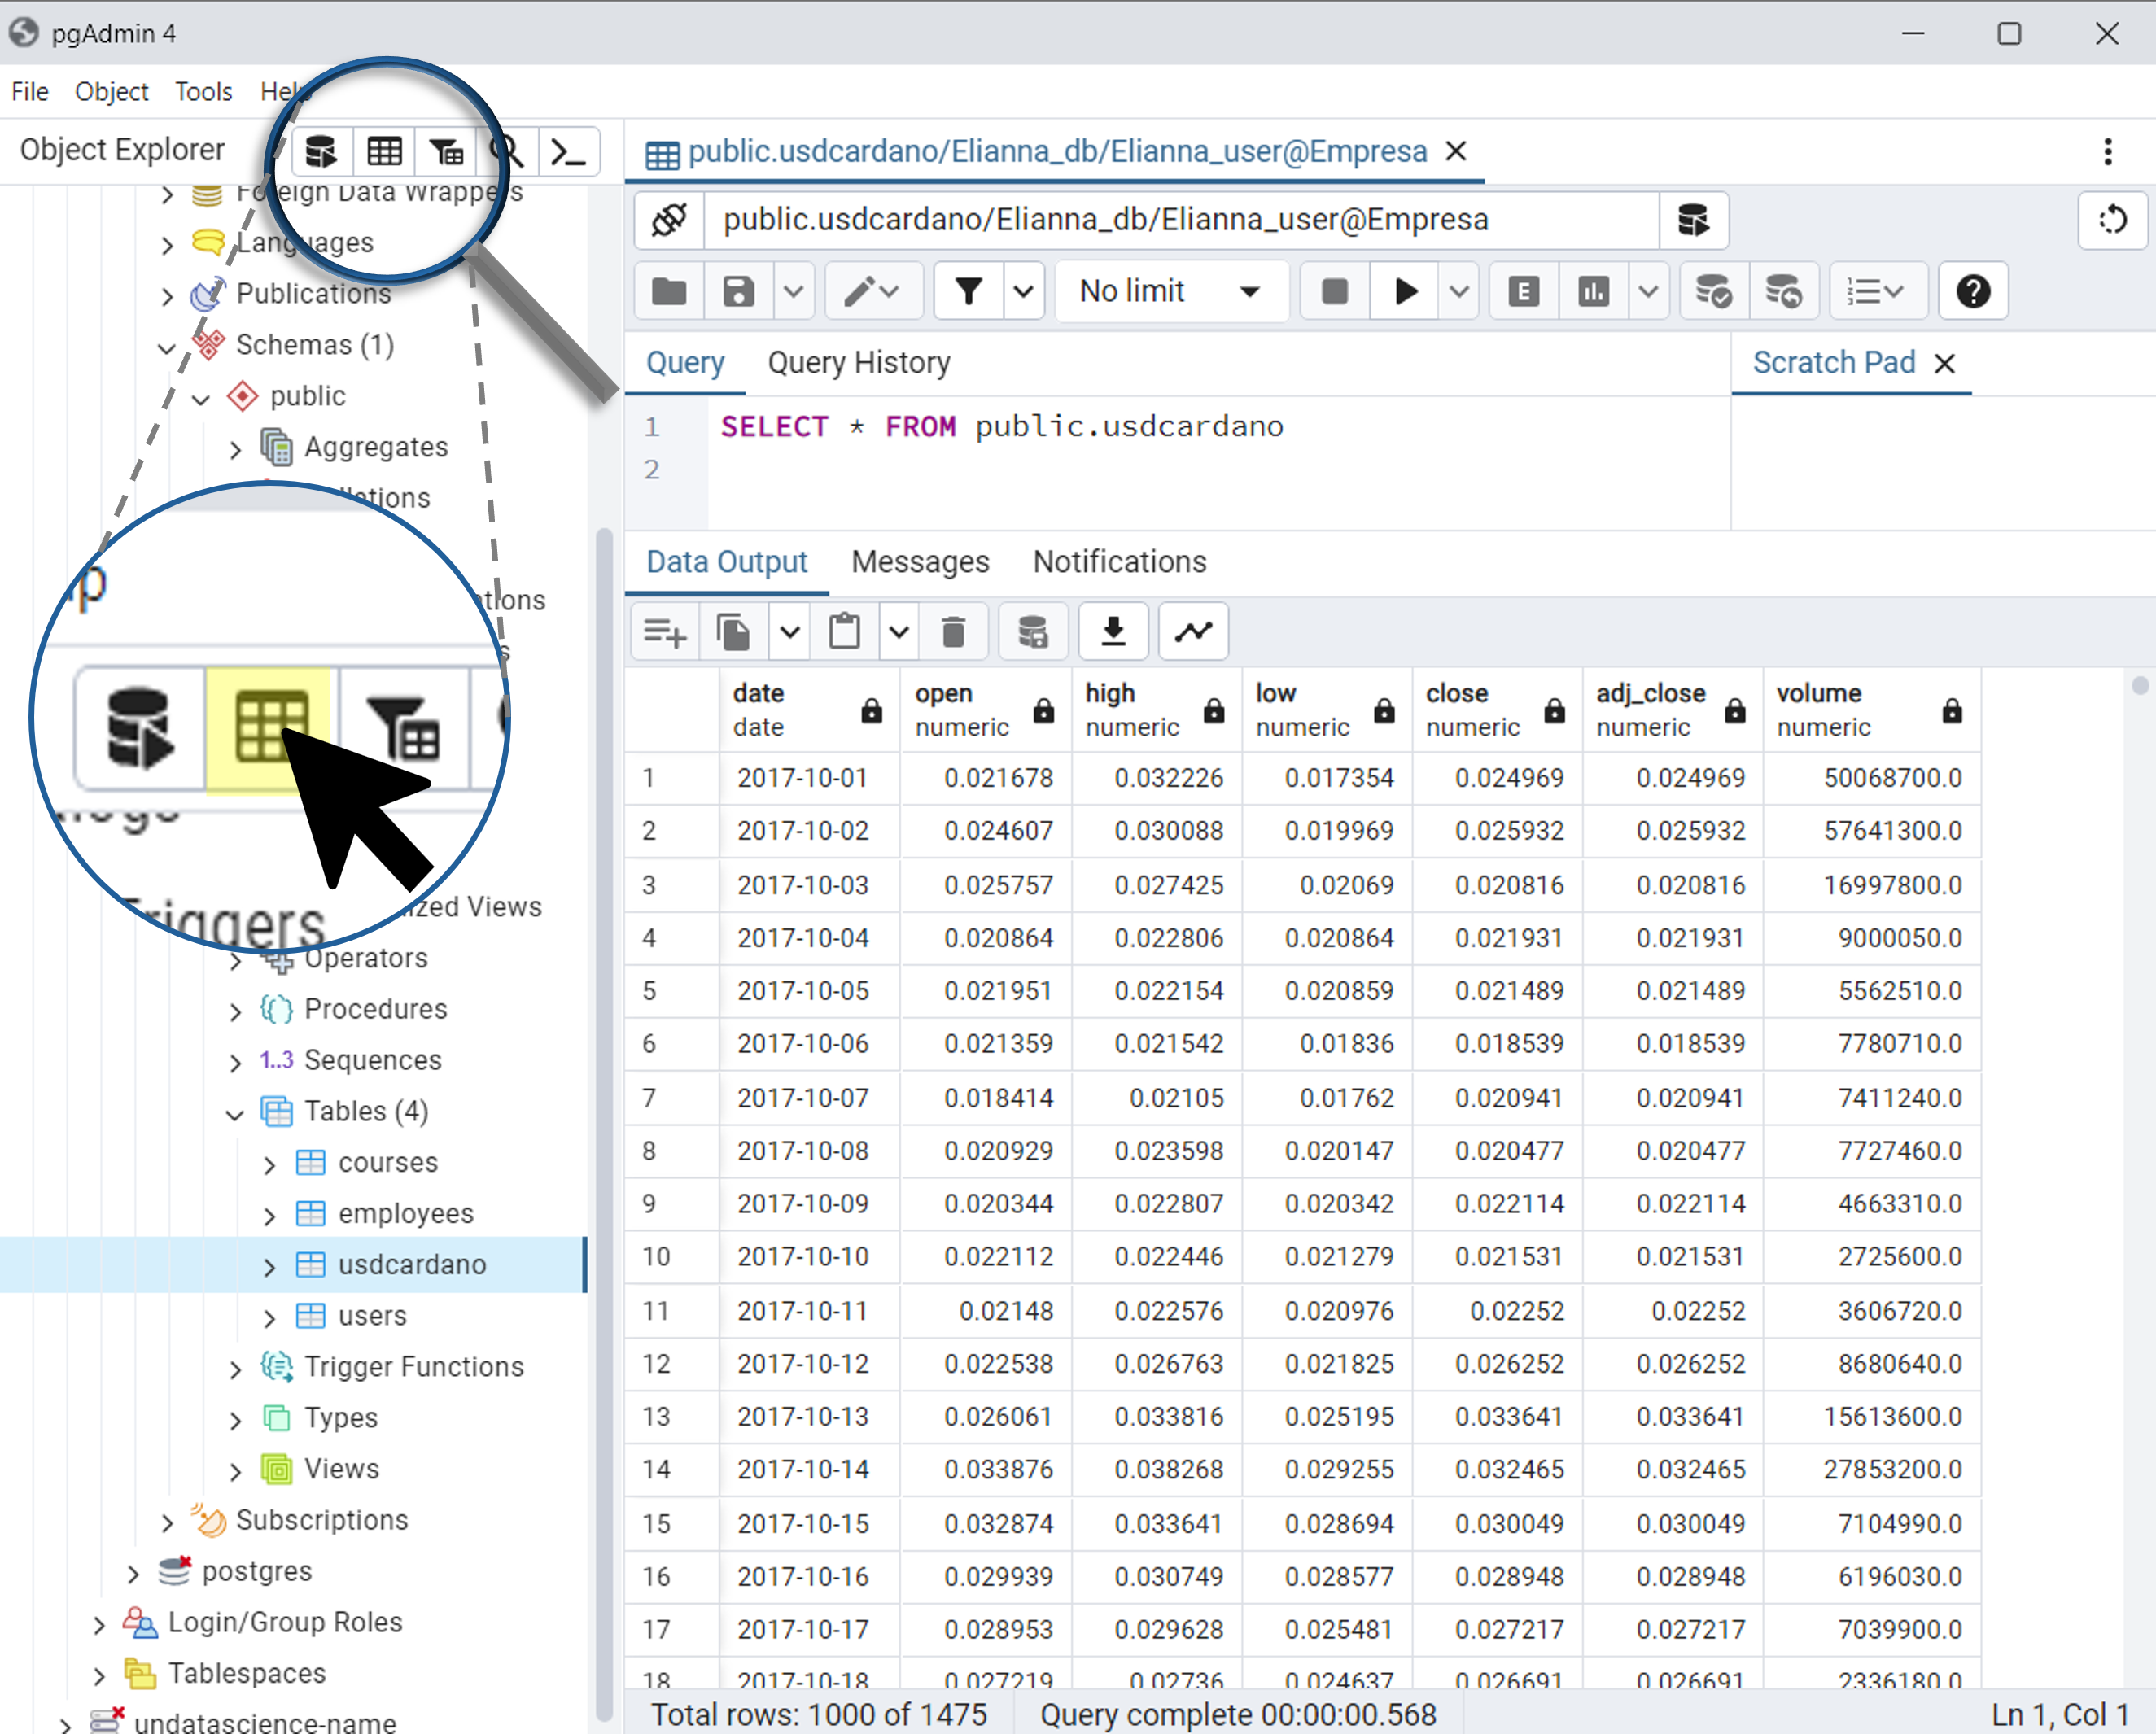 pgAdmin 4
File Object Tools Help
Object Explorer
Foreign Data Wrappers
Languages
Publications
Schemas (1)
public
Aggregates
Triggers
ized Views
Operators
Procedures
1..3 Sequences
Tables (4)
courses
employees
usdcardano
users
Trigger Functions
Types
Views
Subscriptions
postgres
Login/Group Roles
Tablespaces
undatascience-name
public.usdcardano/Elianna_db/Elianna_user@Empresa
public.usdcardano/Elianna_db/Elianna_user@Empresa
No limit
E
Query Query History Scratch Pad
1 SELECT * FROM public.usdcardano
2
Data Output Messages Notifications
date open high low close adj_close volume
date numeric numeric numeric numeric numeric numeric
1 2017-10-01 0.021678 0.032226 0.017354 0.024969 0.024969 50068700.0
2 2017-10-02 0.024607 0.030088 0.019969 0.025932 0.025932 57641300.0
3 2017-10-03 0.025757 0.027425 0.02069 0.020816 0.020816 16997800.0
4 2017-10-04 0.020864 0.022806 0.020864 0.021931 0.021931 9000050.0
5 2017-10-05 0.021951 0.022154 0.020859 0.021489 0.021489 5562510.0
6 2017-10-06 0.021359 0.021542 0.01836 0.018539 0.018539 7780710.0
7 2017-10-07 0.018414 0.02105 0.01762 0.020941 0.020941 7411240.0
8 2017-10-08 0.020929 0.023598 0.020147 0.020477 0.020477 7727460.0
9 2017-10-09 0.020344 0.022807 0.020342 0.022114 0.022114 4663310.0
10 2017-10-10 0.022112 0.022446 0.021279 0.021531 0.021531 2725600.0
11 2017-10-11 0.02148 0.022576 0.020976 0.02252 0.02252 3606720.0
12 2017-10-12 0.022538 0.026763 0.021825 0.026252 0.026252 8680640.0
13 2017-10-13 0.026061 0.033816 0.025195 0.033641 0.033641 15613600.0
14 2017-10-14 0.033876 0.038268 0.029255 0.032465 0.032465 27853200.0
15 2017-10-15 0.032874 0.033641 0.028694 0.030049 0.030049 7104990.0
16 2017-10-16 0.029939 0.030749 0.028577 0.028948 0.028948 6196030.0
17 2017-10-17 0.028953 0.029628 0.025481 0.027217 0.027217 7039900.0
18 2017-10-18 0.027219 0.02736 0.024637 0.026691 0.026691 2336180.0
Total rows: 1000 of 1475 Query complete 00:00:00.568 Ln 1, Col 1